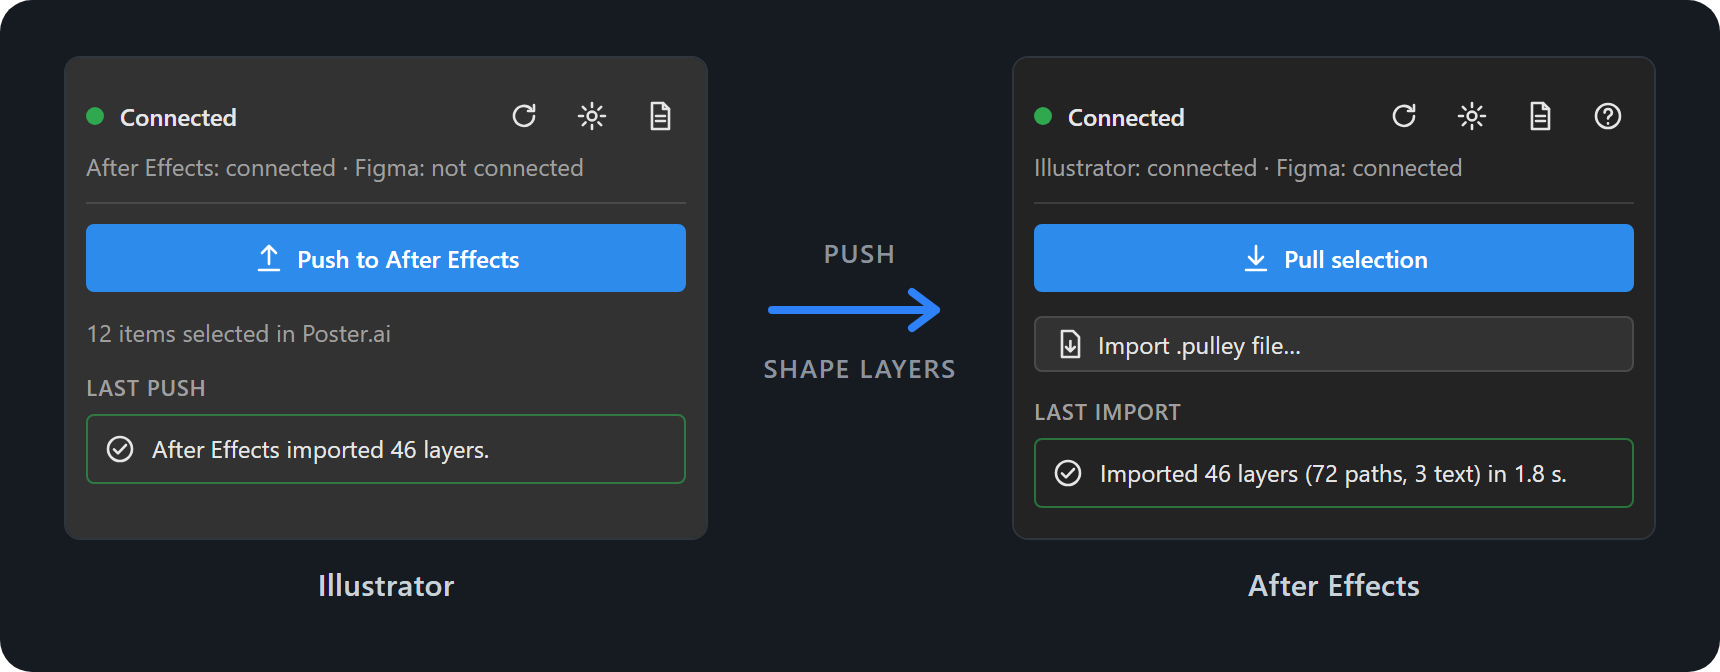 Connected
After Effects: connected · Figma: not connected
Push to After Effects
12 items selected in Poster.ai
LAST PUSH
After Effects imported 46 layers.
Illustrator
PUSH
SHAPE LAYERS
Connected
Illustrator: connected · Figma: connected
Pull selection
Import .pulley file...
LAST IMPORT
Imported 46 layers (72 paths, 3 text) in 1.8 s.
After Effects